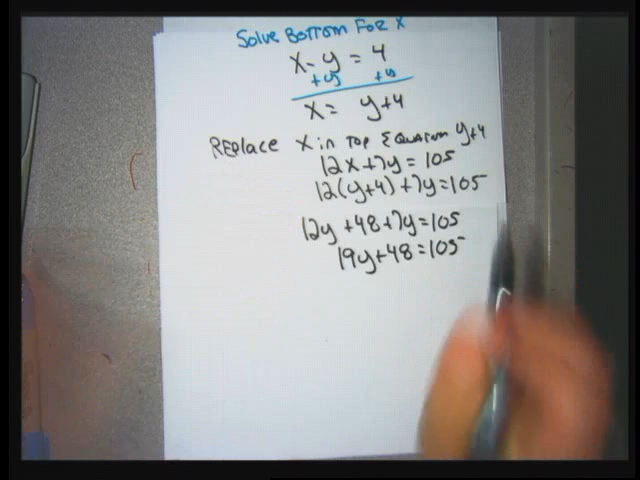 Solve Bottom For X
x - y = 4
+y +y
x = y+4
REPlace X in Top Equation y+4
12x+7y = 105
12(y+4)+7y=105
12y +48+7y=105
19y+48=105